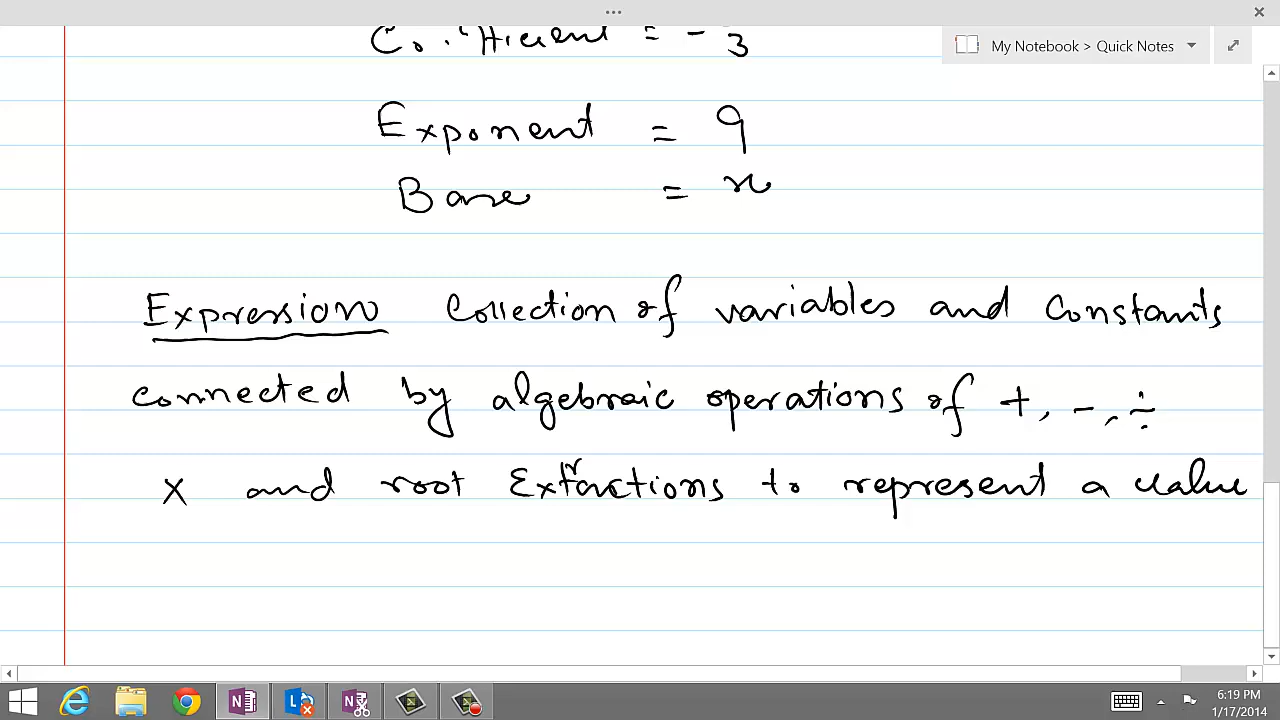 My Notebook > Quick Notes
= - 3
Exponent = 9
Base = x
Expression Collection of variables and Constants
connected by algebraic operations of +, -, ÷
x and root Extractions to represent a value
6:19 PM
1/17/2014